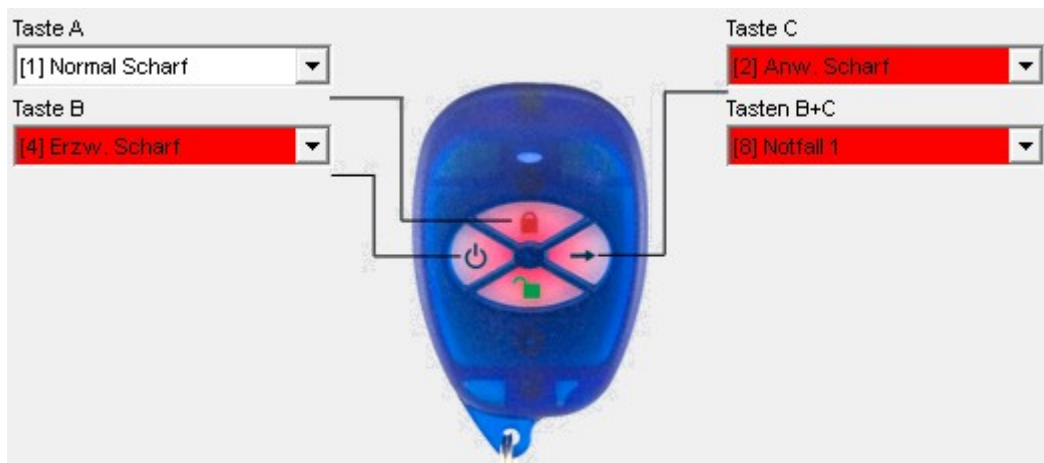 Taste A
[1] Normal Scharf
Taste B
[4] Erzw. Scharf
Taste C
[2] Anw. Scharf
Tasten B+C
[8] Notfall 1